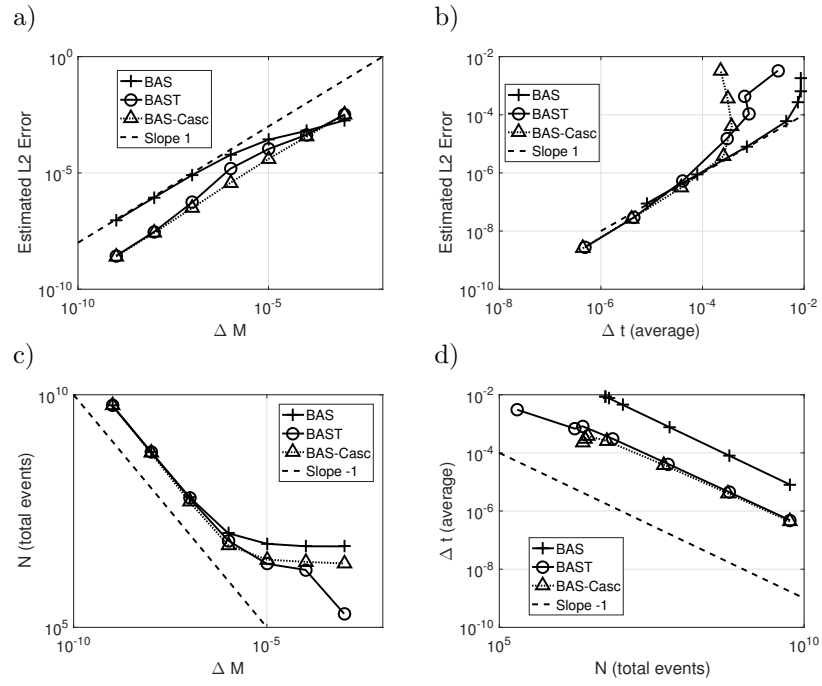 a)
10^0
10^-5
10^-10
Estimated L2 Error
BAS
BAST
BAS-Casc
Slope 1
10^-10
10^-5
Δ M
b)
10^-2
10^-4
10^-6
10^-8
10^-10
Estimated L2 Error
BAS
BAST
BAS-Casc
Slope 1
10^-8
10^-6
10^-4
10^-2
Δ t (average)
c)
10^10
10^5
N (total events)
BAS
BAST
BAS-Casc
Slope -1
10^-10
10^-5
Δ M
d)
10^-2
10^-4
10^-6
10^-8
10^-10
Δ t (average)
BAS
BAST
BAS-Casc
Slope -1
10^5
10^10
N (total events)